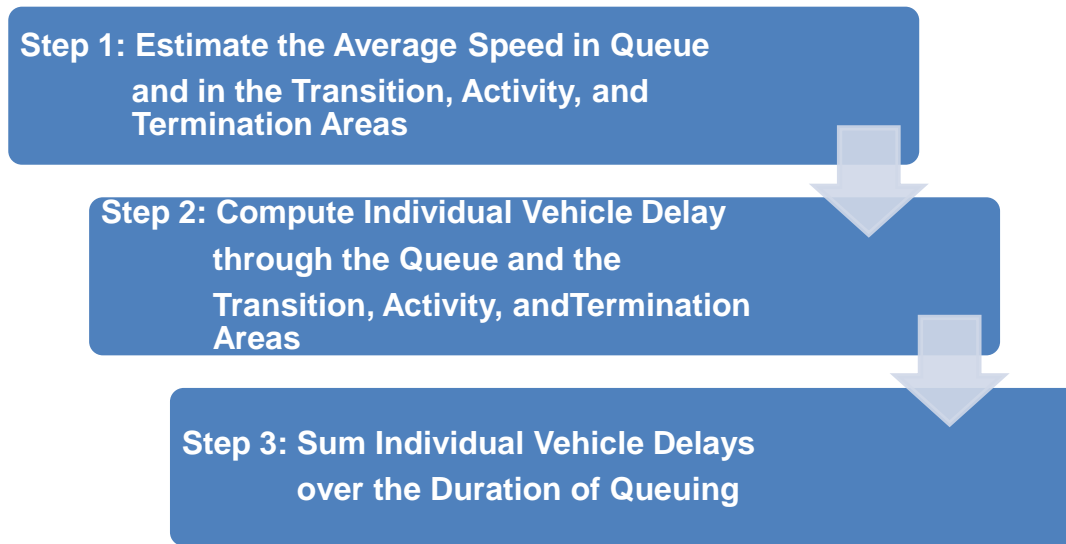 Step 1: Estimate the Average Speed in Queue
and in the Transition, Activity, and
Termination Areas
Step 2: Compute Individual Vehicle Delay
through the Queue and the
Transition, Activity, andTermination
Areas
Step 3: Sum Individual Vehicle Delays
over the Duration of Queuing